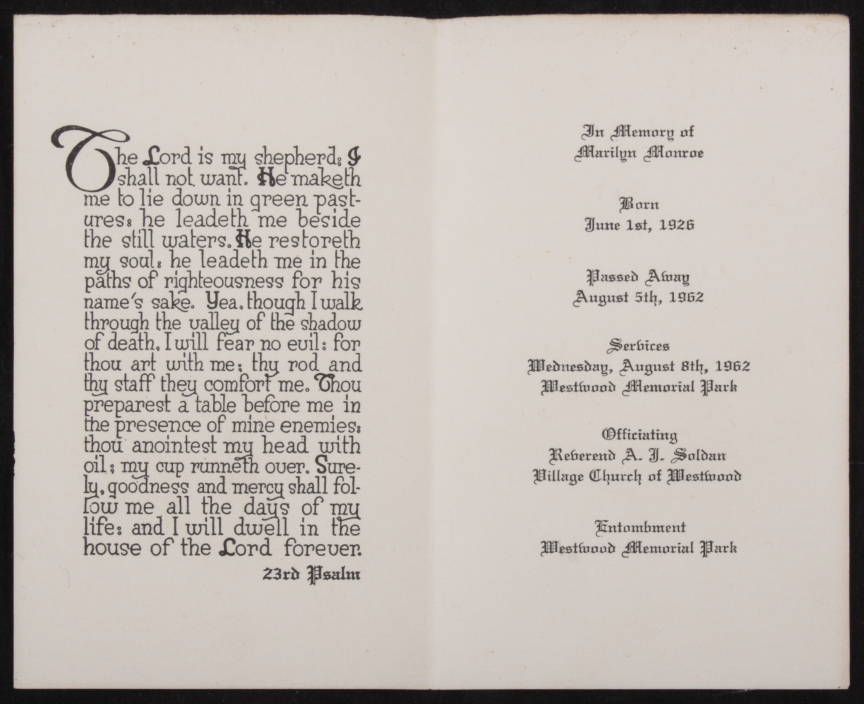 The Lord is my shepherd; I
shall not want. He maketh
me to lie down in green past-
ures: he leadeth me beside
the still waters. He restoreth
my soul: he leadeth me in the
paths of righteousness for his
name's sake. Yea, though I walk
through the valley of the shadow
of death, I will fear no evil: for
thou art with me; thy rod and
thy staff they comfort me. Thou
preparest a table before me in
the presence of mine enemies:
thou anointest my head with
oil; my cup runneth over. Sure-
ly, goodness and mercy shall fol-
low me all the days of my
life: and I will dwell in the
house of the Lord forever.
23rd Psalm
In Memory of
Marilyn Monroe
Born
June 1st, 1926
Passed Away
August 5th, 1962
Services
Wednesday, August 8th, 1962
Westwood Memorial Park
Officiating
Reverend A. J. Soldan
Village Church of Westwood
Entombment
Westwood Memorial Park